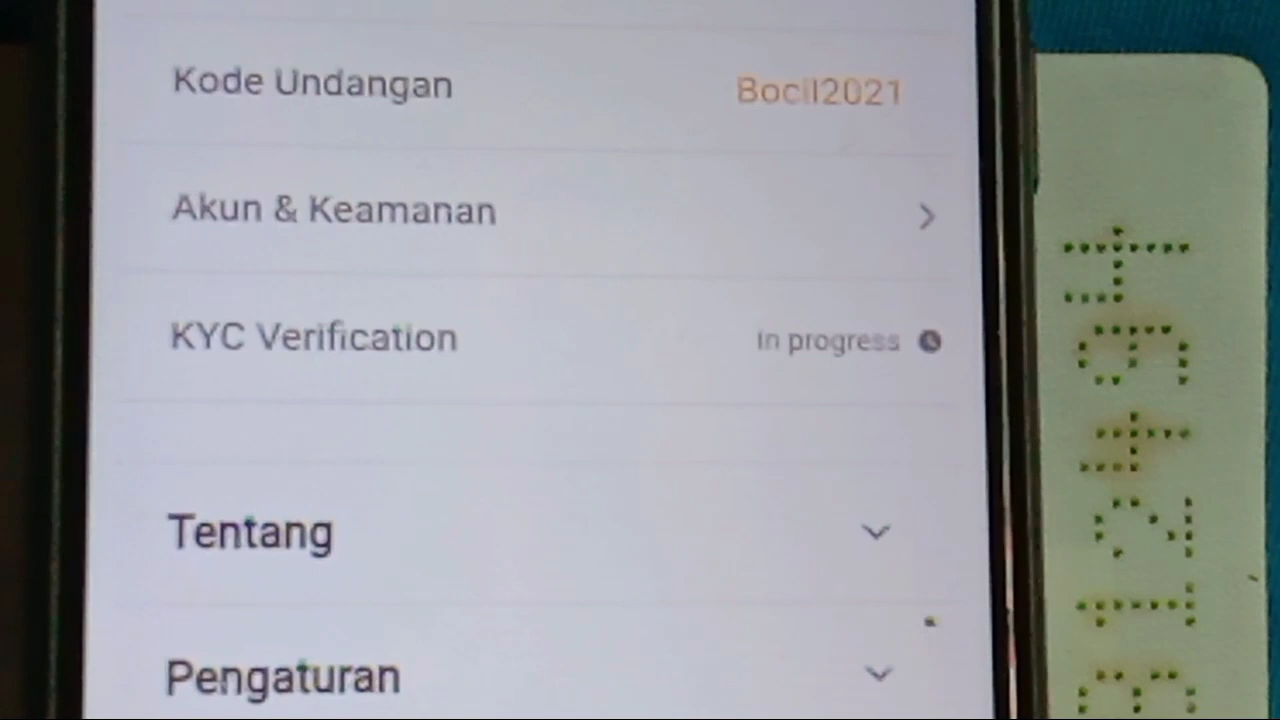 Kode Undangan Bocil2021
Akun & Keamanan
KYC Verification In progress
Tentang
Pengaturan